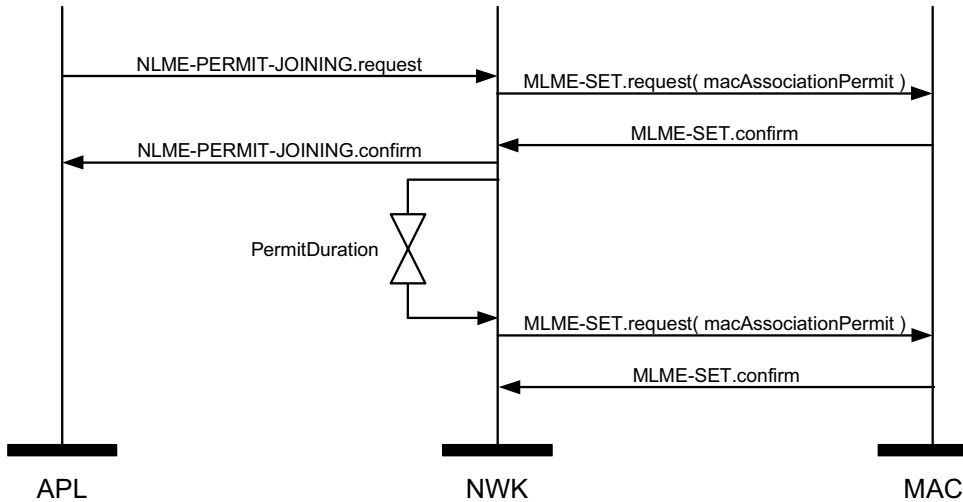 NLME-PERMIT-JOINING.request
MLME-SET.request( macAssociationPermit )
MLME-SET.confirm
NLME-PERMIT-JOINING.confirm
PermitDuration
MLME-SET.request( macAssociationPermit )
MLME-SET.confirm
APL
NWK
MAC